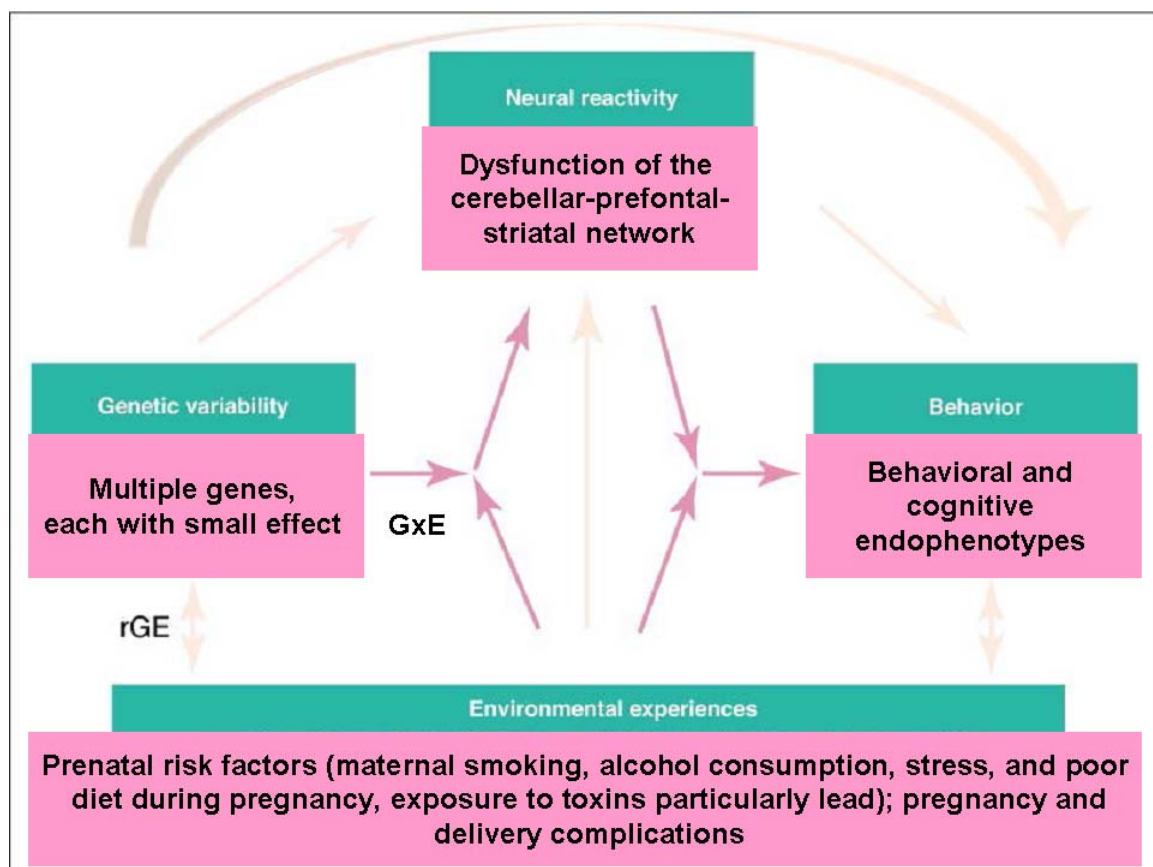 Neural reactivity
Dysfunction of the
cerebellar-prefontal-
striatal network
Genetic variability
Multiple genes,
each with small effect
GxE
Behavior
Behavioral and
cognitive
endophenotypes
rGE
Environmental experiences
Prenatal risk factors (maternal smoking, alcohol consumption, stress, and poor
diet during pregnancy, exposure to toxins particularly lead); pregnancy and
delivery complications